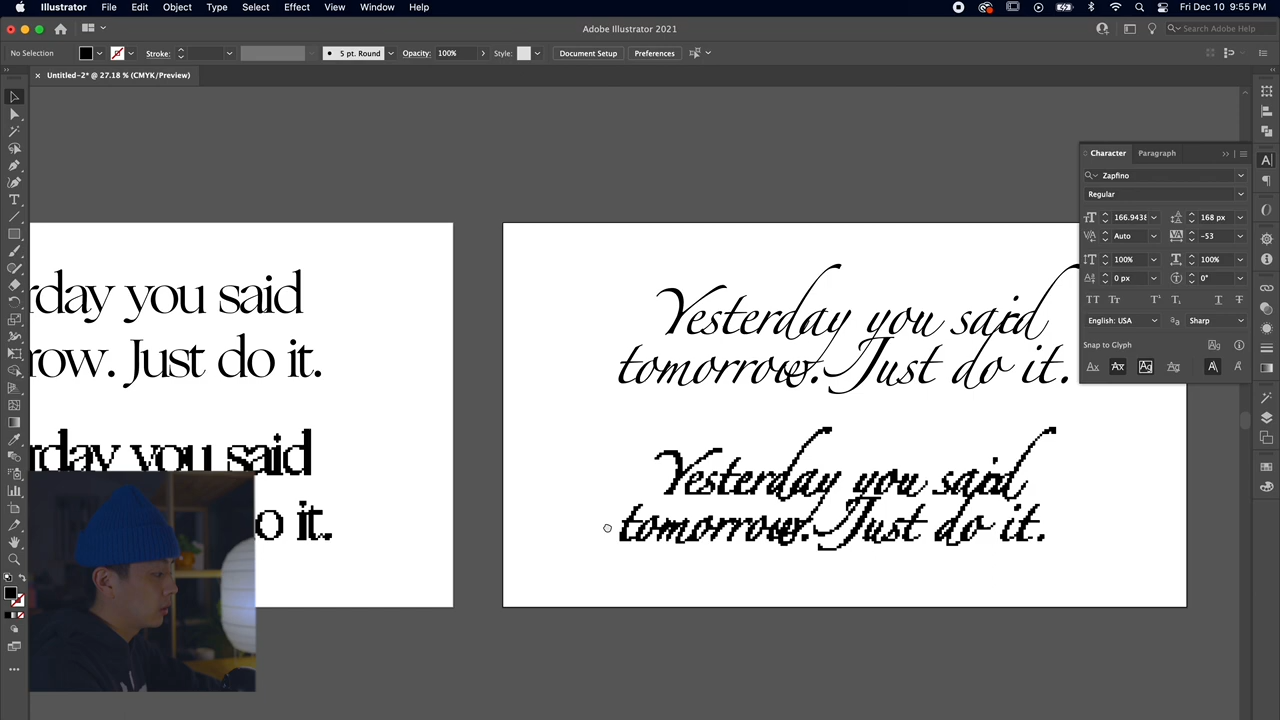 Illustrator File Edit Object Type Select Effect View Window Help Fri Dec 10 9:55 PM
Adobe Illustrator 2021 Search Adobe Help
No Selection Stroke: 5 pt. Round Opacity: 100% Style: Document Setup Preferences
Untitled-2* @ 27.18 % (CMYK/Preview)
Character Paragraph
Zapfino
Regular
166.9438 168 px
Auto -53
100% 100%
0 px 0°
English: USA Sharp
Snap to Glyph
rday you said
row. Just do it.
rday you said
o it.
Yesterday you said
tomorrow. Just do it.
Yesterday you said
tomorrow. Just do it.